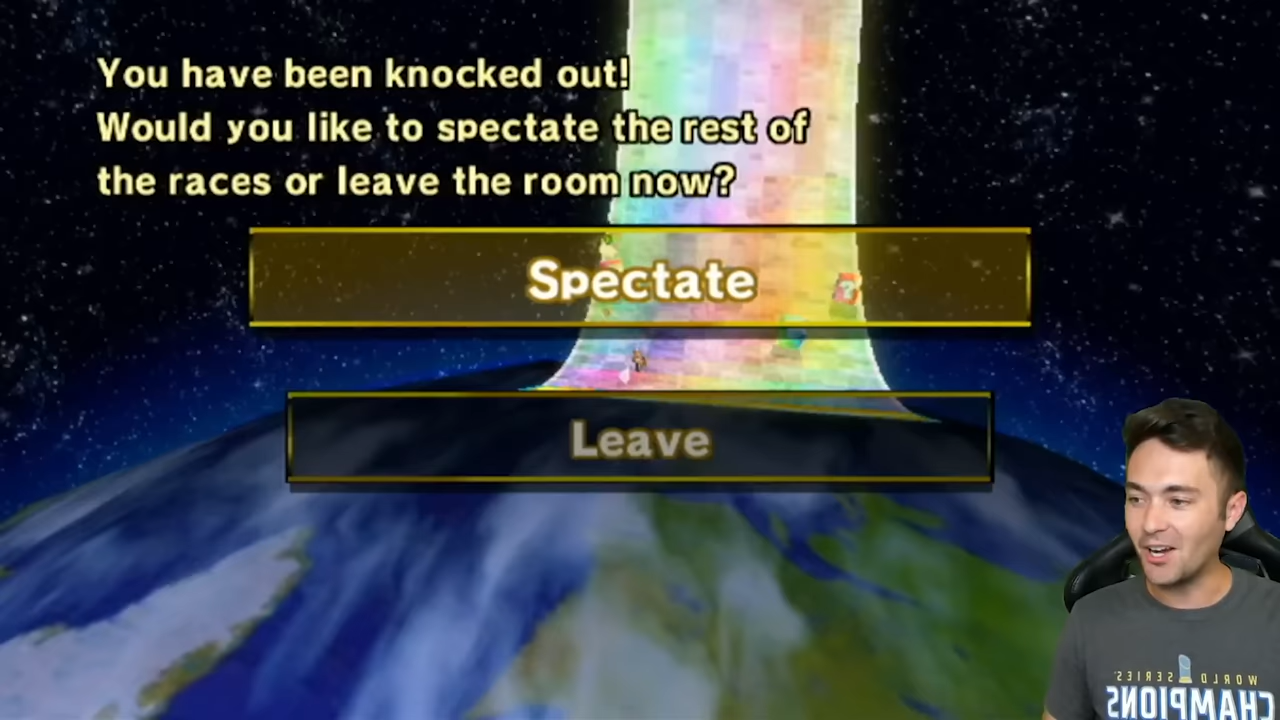 You have been knocked out!
Would you like to spectate the rest of
the races or leave the room now?
Spectate
Leave
WORLD SERIES
CHAMPIONS